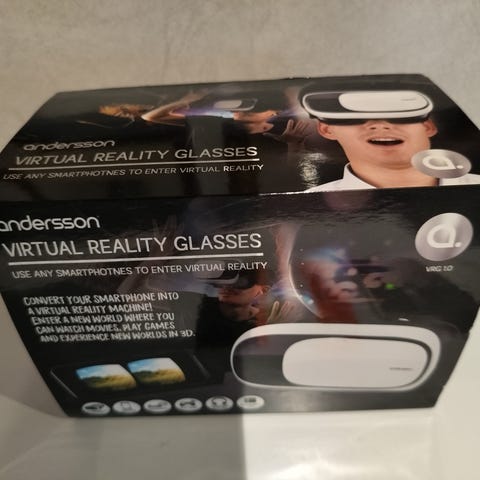 andersson
VIRTUAL REALITY GLASSES
USE ANY SMARTPHOTNES TO ENTER VIRTUAL REALITY
a.
andersson
VIRTUAL REALITY GLASSES
USE ANY SMARTPHOTNES TO ENTER VIRTUAL REALITY
a.
VRG 1.0
CONVERT YOUR SMARTPHONE INTO
A VIRTUAL REALITY MACHINE!
ENTER A NEW WORLD WHERE YOU
CAN WATCH MOVIES, PLAY GAMES
AND EXPERIENCE NEW WORLDS IN 3D.